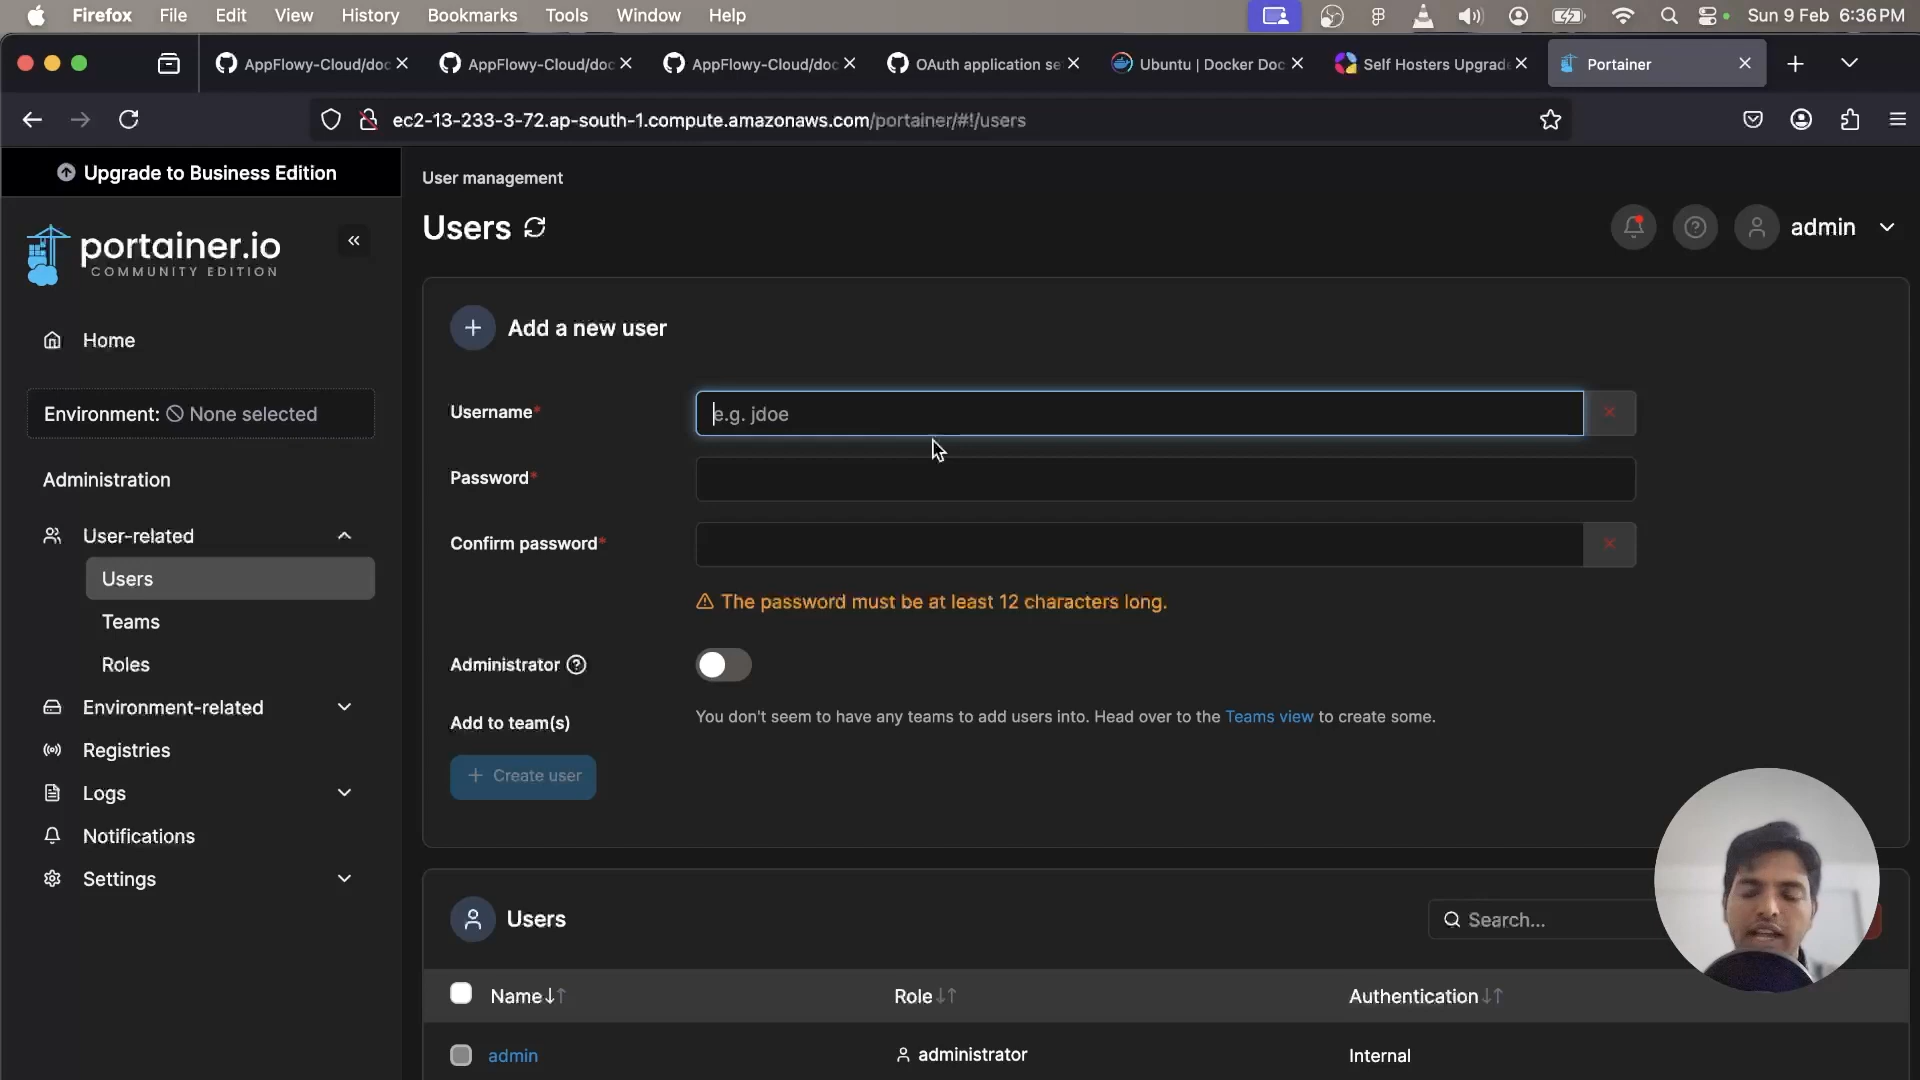 Firefox File Edit View History Bookmarks Tools Window Help Sun 9 Feb 6:36 PM
AppFlowy-Cloud/doc AppFlowy-Cloud/doc AppFlowy-Cloud/doc OAuth application se Ubuntu | Docker Doc Self Hosters Upgrade Portainer
ec2-13-233-3-72.ap-south-1.compute.amazonaws.com/portainer/#!/users
Upgrade to Business Edition
portainer.io
COMMUNITY EDITION
Home
Environment: None selected
Administration
User-related
Users
Teams
Roles
Environment-related
Registries
Logs
Notifications
Settings
User management
Users
admin
Add a new user
Username*
e.g. jdoe
Password*
Confirm password*
The password must be at least 12 characters long.
Administrator
Add to team(s)
You don't seem to have any teams to add users into. Head over to the Teams view to create some.
+ Create user
Users
Search...
Name Role Authentication
admin administrator Internal